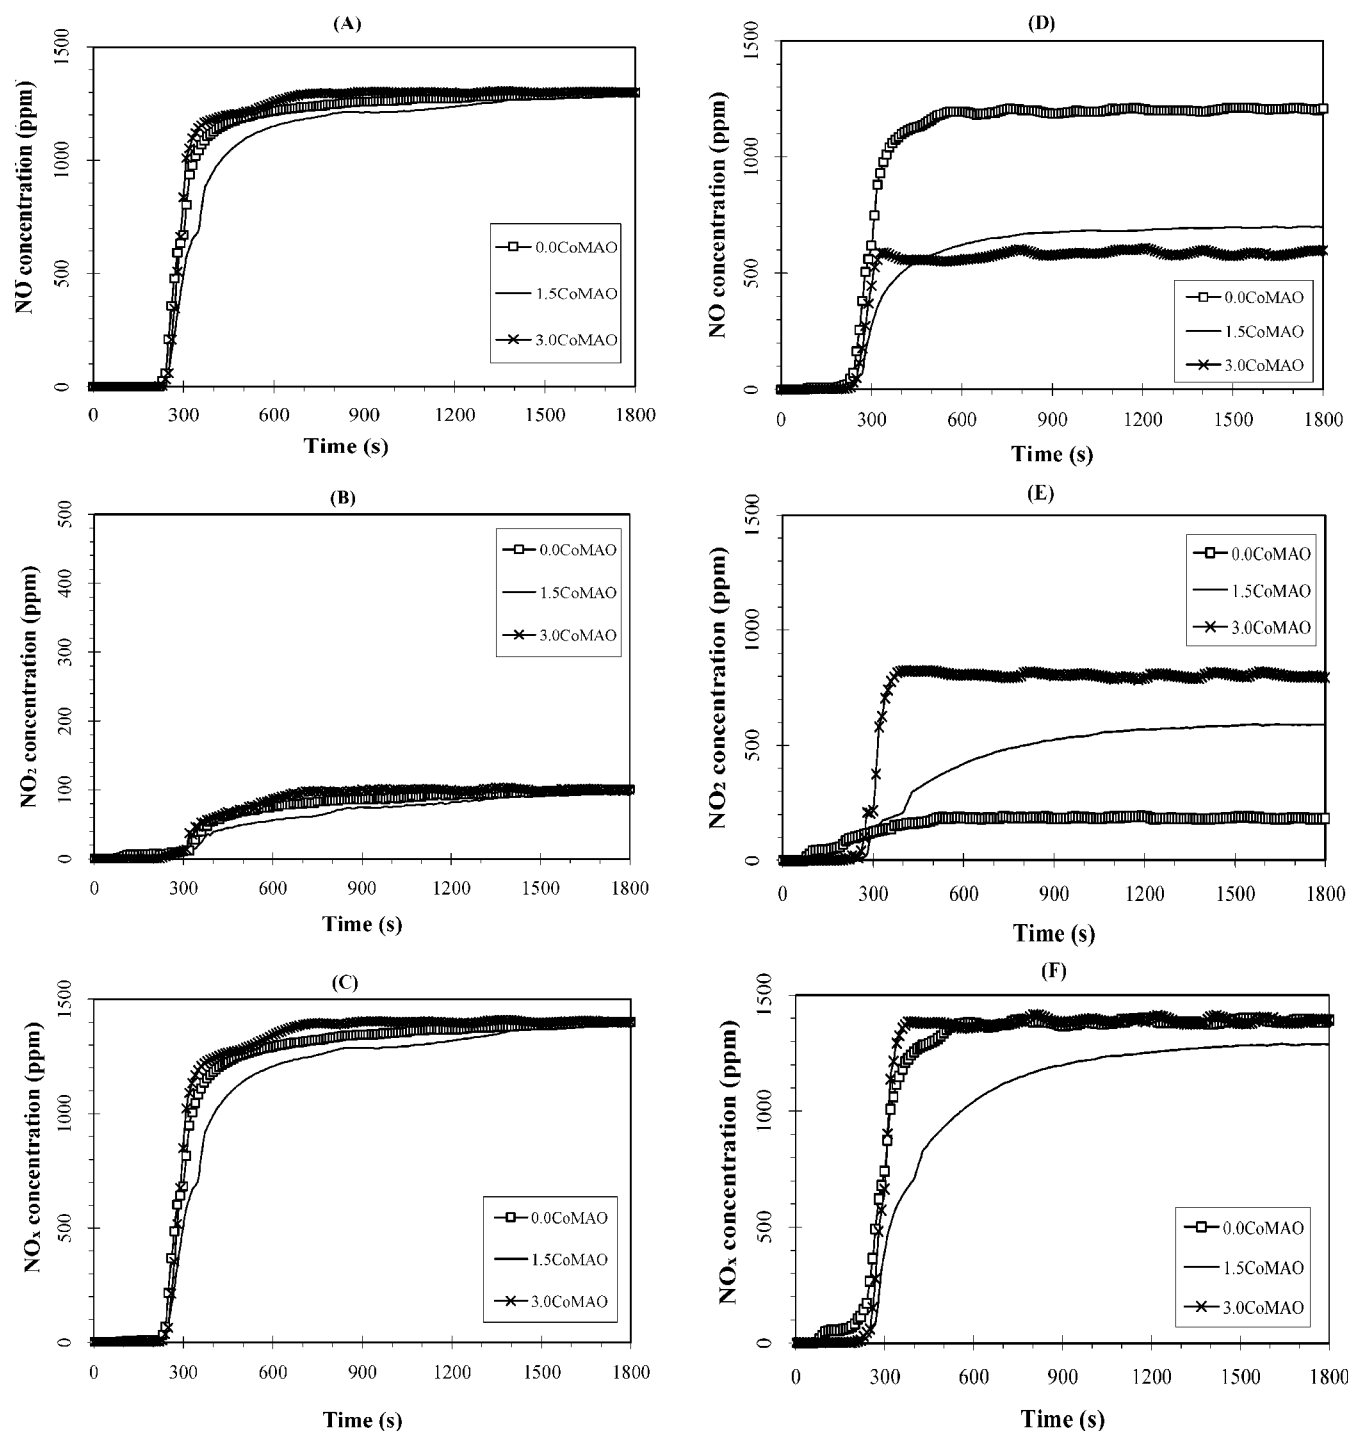 (A)
NO concentration (ppm)
1500
1000
500
0
0 300 600 900 1200 1500 1800
Time (s)
0.0CoMAO
1.5CoMAO
3.0CoMAO
(B)
NO2 concentration (ppm)
500
400
300
200
100
0
0 300 600 900 1200 1500 1800
Time (s)
0.0CoMAO
1.5CoMAO
3.0CoMAO
(C)
NOx concentration (ppm)
1500
1000
500
0
0 300 600 900 1200 1500 1800
Time (s)
0.0CoMAO
1.5CoMAO
3.0CoMAO
(D)
NO concentration (ppm)
1500
1000
500
0
0 300 600 900 1200 1500 1800
Time (s)
0.0CoMAO
1.5CoMAO
3.0CoMAO
(E)
NO2 concentration (ppm)
1500
1000
500
0
0 300 600 900 1200 1500 1800
Time (s)
0.0CoMAO
1.5CoMAO
3.0CoMAO
(F)
NOx concentration (ppm)
1500
1000
500
0
0 300 600 900 1200 1500 1800
Time (s)
0.0CoMAO
1.5CoMAO
3.0CoMAO